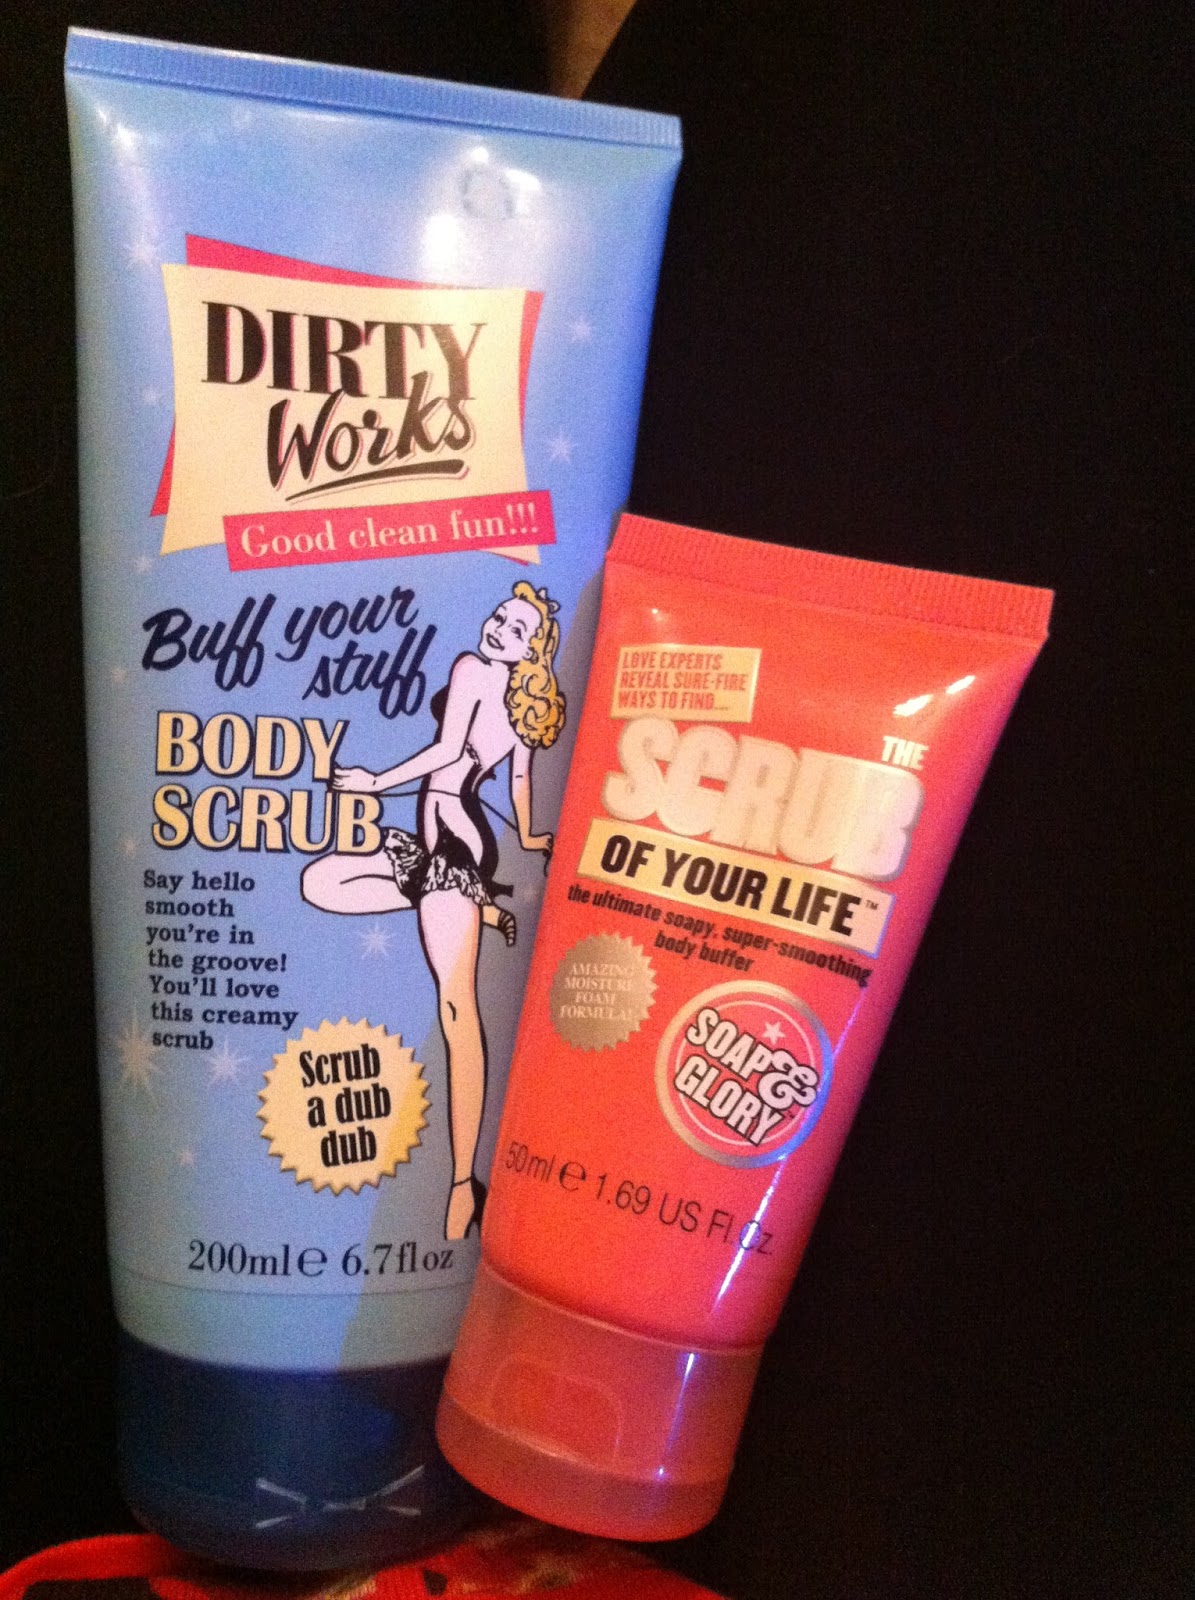 DIRTY
Works
Good clean fun!!!
Buff your
stuff
BODY
SCRUB
Say hello
smooth
you're in
the groove!
You'll love
this creamy
scrub
Scrub
a dub
dub
200ml e 6.7fl oz
LOVE EXPERTS
REVEAL SURE-FIRE
WAYS TO FIND...
THE
SCRUB
OF YOUR LIFE™
the ultimate soapy, super-smoothing
body buffer
AMAZING
MOISTURE
FOAM
FORMULA!
SOAP&
GLORY™
50ml e 1.69 US Fl.Oz.